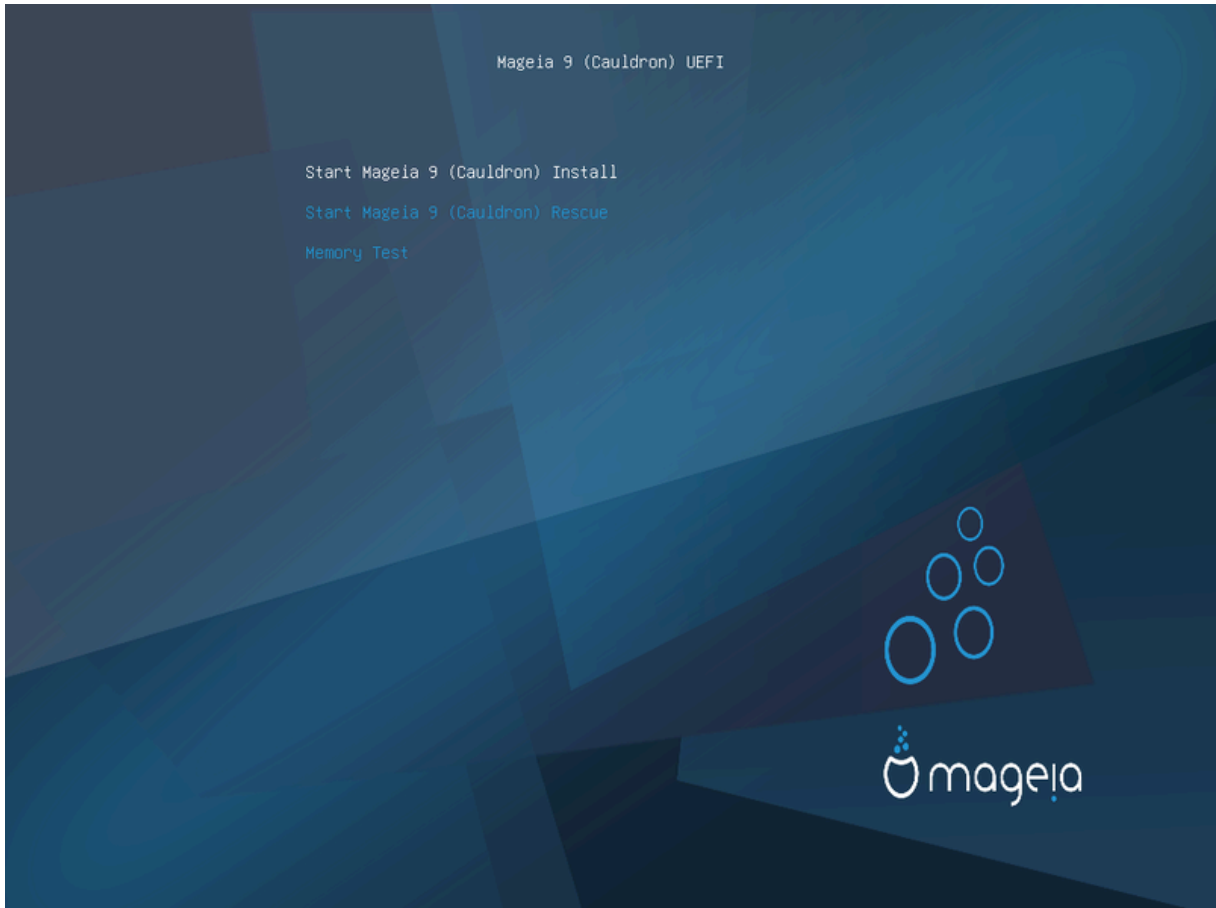 Mageia 9 (Cauldron) UEFI
Start Mageia 9 (Cauldron) Install
Start Mageia 9 (Cauldron) Rescue
Memory Test
mageia